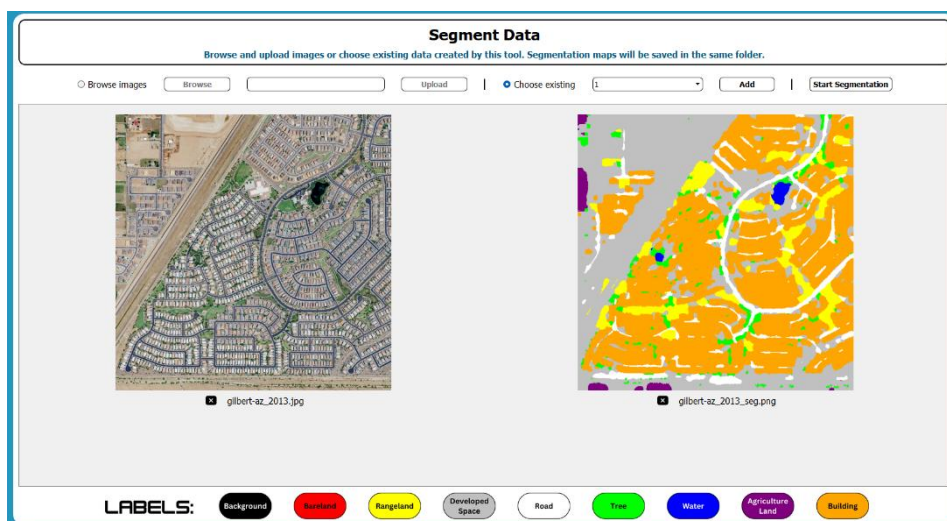 Segment Data
Browse and upload images or choose existing data created by this tool. Segmentation maps will be saved in the same folder.
Browse images Browse Upload | Choose existing 1 Add | Start Segmentation
gilbert-az_2013.jpg gilbert-az_2013_seg.png
LABELS: Background Bareland Rangeland Developed Space Road Tree Water Agriculture Land Building